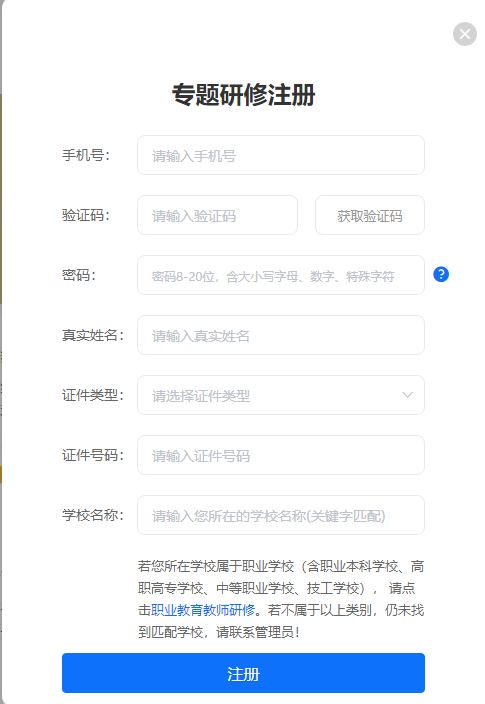 专题研修注册
手机号：
请输入手机号
验证码：
请输入验证码
获取验证码
密码：
密码8-20位，含大小写字母、数字、特殊字符
?
真实姓名：
请输入真实姓名
证件类型：
请选择证件类型
证件号码：
请输入证件号码
学校名称：
请输入您所在的学校名称(关键字匹配)
若您所在学校属于职业学校（含职业本科学校、高
职高专学校、中等职业学校、技工学校）， 请点
击职业教育教师研修。若不属于以上类别，仍未找
到匹配学校，请联系管理员！
注册